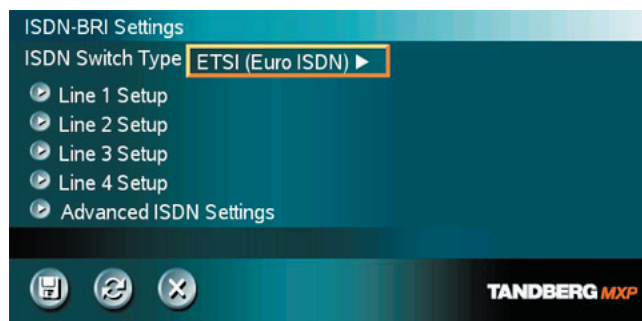 ISDN-BRI Settings
ISDN Switch Type ETSI (Euro ISDN)
Line 1 Setup
Line 2 Setup
Line 3 Setup
Line 4 Setup
Advanced ISDN Settings
TANDBERG MXP